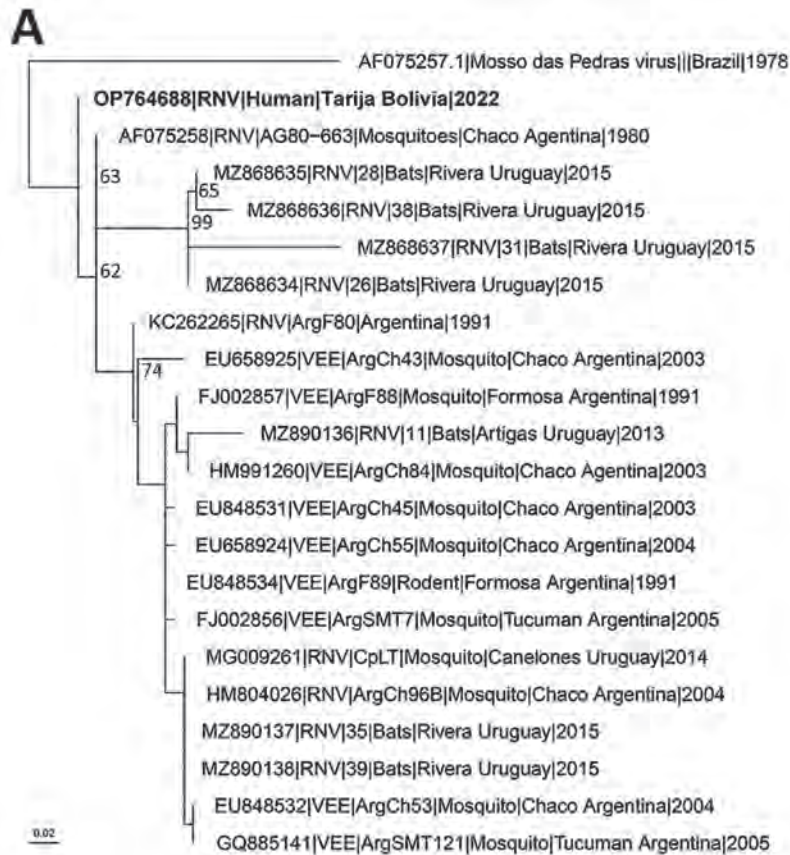 A
AF075257.1|Mosso das Pedras virus|||Brazil|1978
OP764688|RNV|Human|Tarija Bolivia|2022
AF075258|RNV|AG80-663|Mosquitoes|Chaco Agentina|1980
63
MZ868635|RNV|28|Bats|Rivera Uruguay|2015
65
MZ868636|RNV|38|Bats|Rivera Uruguay|2015
99
MZ868637|RNV|31|Bats|Rivera Uruguay|2015
62
MZ868634|RNV|26|Bats|Rivera Uruguay|2015
KC262265|RNV|ArgF80|Argentina|1991
EU658925|VEE|ArgCh43|Mosquito|Chaco Argentina|2003
74
FJ002857|VEE|ArgF88|Mosquito|Formosa Argentina|1991
MZ890136|RNV|11|Bats|Artigas Uruguay|2013
HM991260|VEE|ArgCh84|Mosquito|Chaco Agentina|2003
EU848531|VEE|ArgCh45|Mosquito|Chaco Argentina|2003
EU658924|VEE|ArgCh55|Mosquito|Chaco Argentina|2004
EU848534|VEE|ArgF89|Rodent|Formosa Argentina|1991
FJ002856|VEE|ArgSMT7|Mosquito|Tucuman Argentina|2005
MG009261|RNV|CpLT|Mosquito|Canelones Uruguay|2014
HM804026|RNV|ArgCh96B|Mosquito|Chaco Argentina|2004
MZ890137|RNV|35|Bats|Rivera Uruguay|2015
MZ890138|RNV|39|Bats|Rivera Uruguay|2015
EU848532|VEE|ArgCh53|Mosquito|Chaco Argentina|2004
0.02
GQ885141|VEE|ArgSMT121|Mosquito|Tucuman Argentina|2005